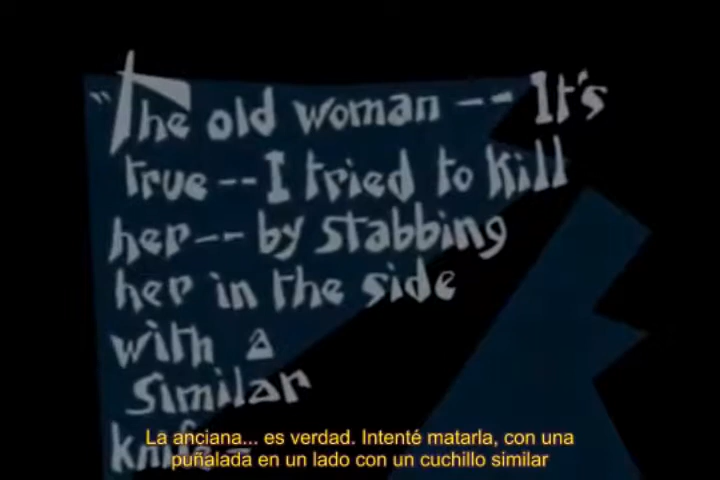 "The old woman -- It's
true -- I tried to kill
her -- by stabbing
her in the side
with a
similar
knife -
La anciana... es verdad. Intenté matarla, con una
puñalada en un lado con un cuchillo similar